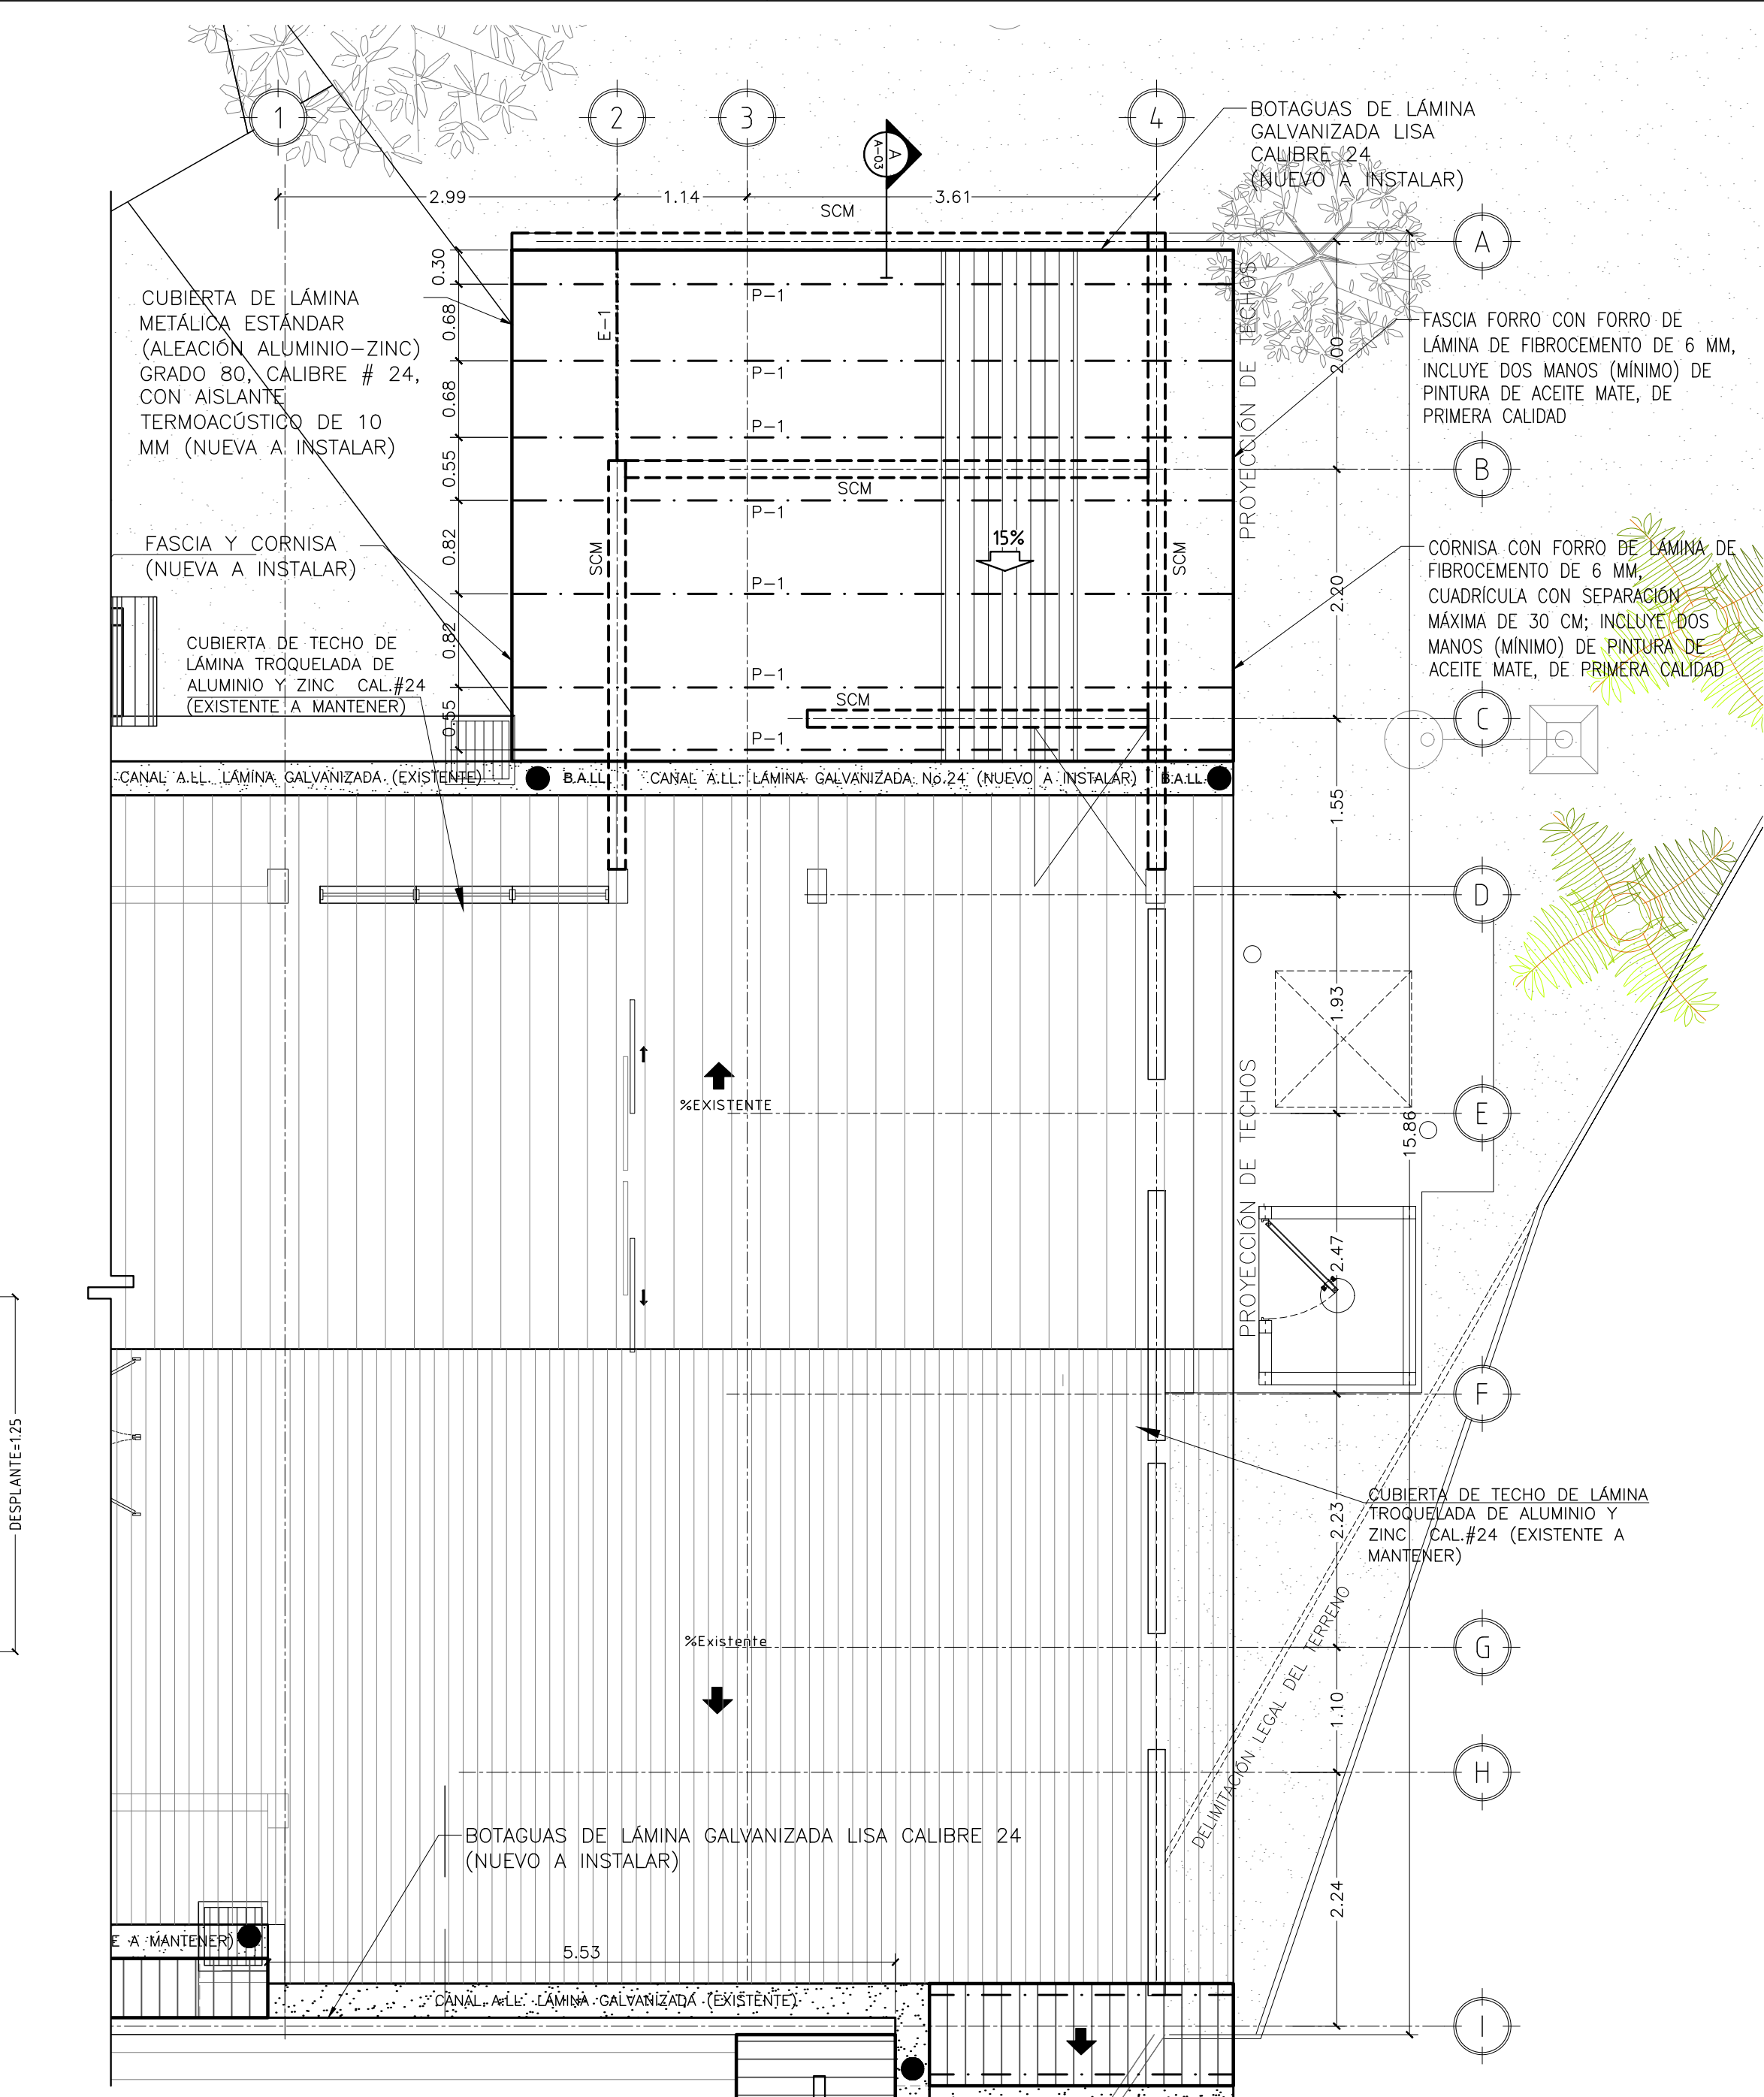 1
2
3
4
A
A-03
BOTAGUAS DE LÁMINA
GALVANIZADA LISA
CALIBRE 24
(NUEVO A INSTALAR)
2.99
1.14
3.61
SCM
A
0.30
0.68
0.68
0.55
0.82
0.82
0.55
CUBIERTA DE LÁMINA
METÁLICA ESTÁNDAR
(ALEACIÓN ALUMINIO-ZINC)
GRADO 80, CALIBRE # 24,
CON AISLANTE
TERMOACÚSTICO DE 10
MM (NUEVA A INSTALAR)
E-1
P-1
P-1
P-1
P-1
P-1
P-1
P-1
PROYECCIÓN DE TECHOS
2.00
FASCIA FORRO CON FORRO DE
LÁMINA DE FIBROCEMENTO DE 6 MM,
INCLUYE DOS MANOS (MÍNIMO) DE
PINTURA DE ACEITE MATE, DE
PRIMERA CALIDAD
B
SCM
SCM
SCM
SCM
15%
FASCIA Y CORNISA
(NUEVA A INSTALAR)
2.20
CORNISA CON FORRO DE LÁMINA DE
FIBROCEMENTO DE 6 MM,
CUADRÍCULA CON SEPARACIÓN
MÁXIMA DE 30 CM; INCLUYE DOS
MANOS (MÍNIMO) DE PINTURA DE
ACEITE MATE, DE PRIMERA CALIDAD
CUBIERTA DE TECHO DE
LÁMINA TROQUELADA DE
ALUMINIO Y ZINC CAL.#24
(EXISTENTE A MANTENER)
C
CANAL A.LL. LÁMINA GALVANIZADA (EXISTENTE)
B.A.LL.
CANAL A.LL. LÁMINA GALVANIZADA No.24 (NUEVO A INSTALAR)
B.A.LL.
1.55
D
1.93
%EXISTENTE
E
15.86
PROYECCIÓN DE TECHOS
2.47
F
DESPLANTE=1.25
CUBIERTA DE TECHO DE LÁMINA
TROQUELADA DE ALUMINIO Y
ZINC CAL.#24 (EXISTENTE A
MANTENER)
2.23
%Existente
G
DELIMITACIÓN LEGAL DEL TERRENO
1.10
H
BOTAGUAS DE LÁMINA GALVANIZADA LISA CALIBRE 24
(NUEVO A INSTALAR)
2.24
E A MANTENER)
5.53
CANAL A.LL. LÁMINA GALVANIZADA (EXISTENTE)
I